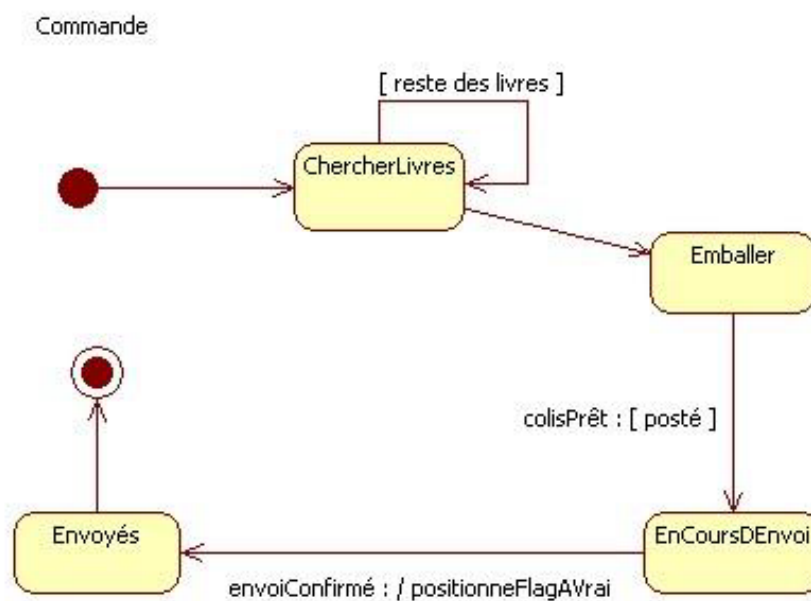 Commande
[ reste des livres ]
ChercherLivres
Emballer
colisPrêt : [ posté ]
Envoyés
EnCoursDEnvoi
envoiConfirmé : / positionneFlagAVrai